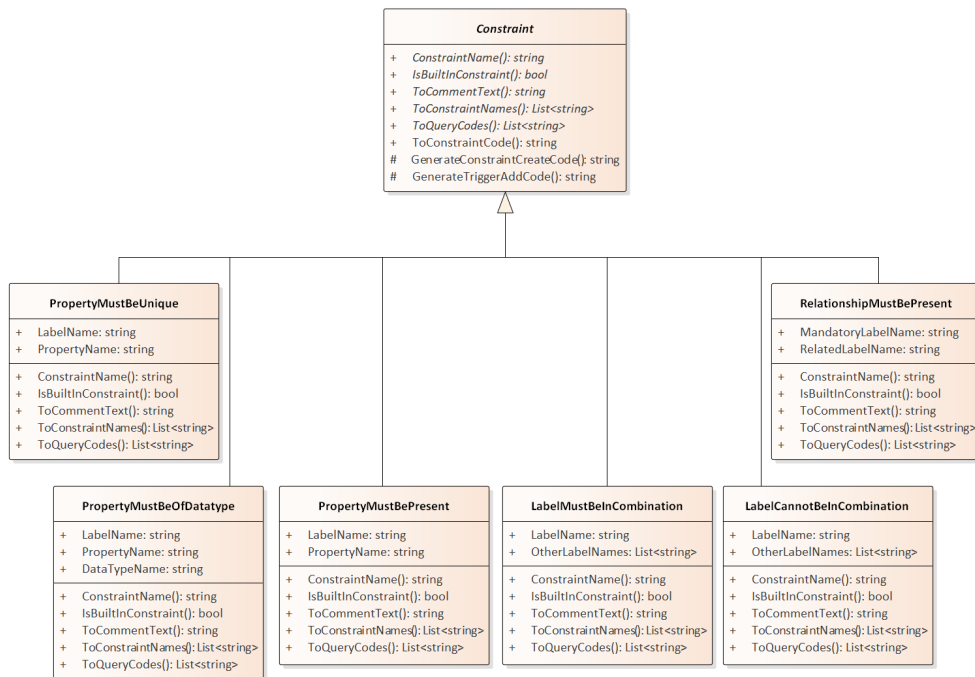 Constraint
+ ConstraintName(): string
+ IsBuiltInConstraint(): bool
+ ToCommentText(): string
+ ToConstraintNames(): List<string>
+ ToQueryCodes(): List<string>
+ ToConstraintCode(): string
# GenerateConstraintCreateCode(): string
# GenerateTriggerAddCode(): string
PropertyMustBeUnique
+ LabelName: string
+ PropertyName: string
+ ConstraintName(): string
+ IsBuiltInConstraint(): bool
+ ToCommentText(): string
+ ToConstraintNames(): List<string>
+ ToQueryCodes(): List<string>
RelationshipMustBePresent
+ MandatoryLabelName: string
+ RelatedLabelName: string
+ ConstraintName(): string
+ IsBuiltInConstraint(): bool
+ ToCommentText(): string
+ ToConstraintNames(): List<string>
+ ToQueryCodes(): List<string>
PropertyMustBeOfDatatype
+ LabelName: string
+ PropertyName: string
+ DataTypeName: string
+ ConstraintName(): string
+ IsBuiltInConstraint(): bool
+ ToCommentText(): string
+ ToConstraintNames(): List<string>
+ ToQueryCodes(): List<string>
PropertyMustBePresent
+ LabelName: string
+ PropertyName: string
+ ConstraintName(): string
+ IsBuiltInConstraint(): bool
+ ToCommentText(): string
+ ToConstraintNames(): List<string>
+ ToQueryCodes(): List<string>
LabelMustBeInCombination
+ LabelName: string
+ OtherLabelNames: List<string>
+ ConstraintName(): string
+ IsBuiltInConstraint(): bool
+ ToCommentText(): string
+ ToConstraintNames(): List<string>
+ ToQueryCodes(): List<string>
LabelCannotBeInCombination
+ LabelName: string
+ OtherLabelNames: List<string>
+ ConstraintName(): string
+ IsBuiltInConstraint(): bool
+ ToCommentText(): string
+ ToConstraintNames(): List<string>
+ ToQueryCodes(): List<string>